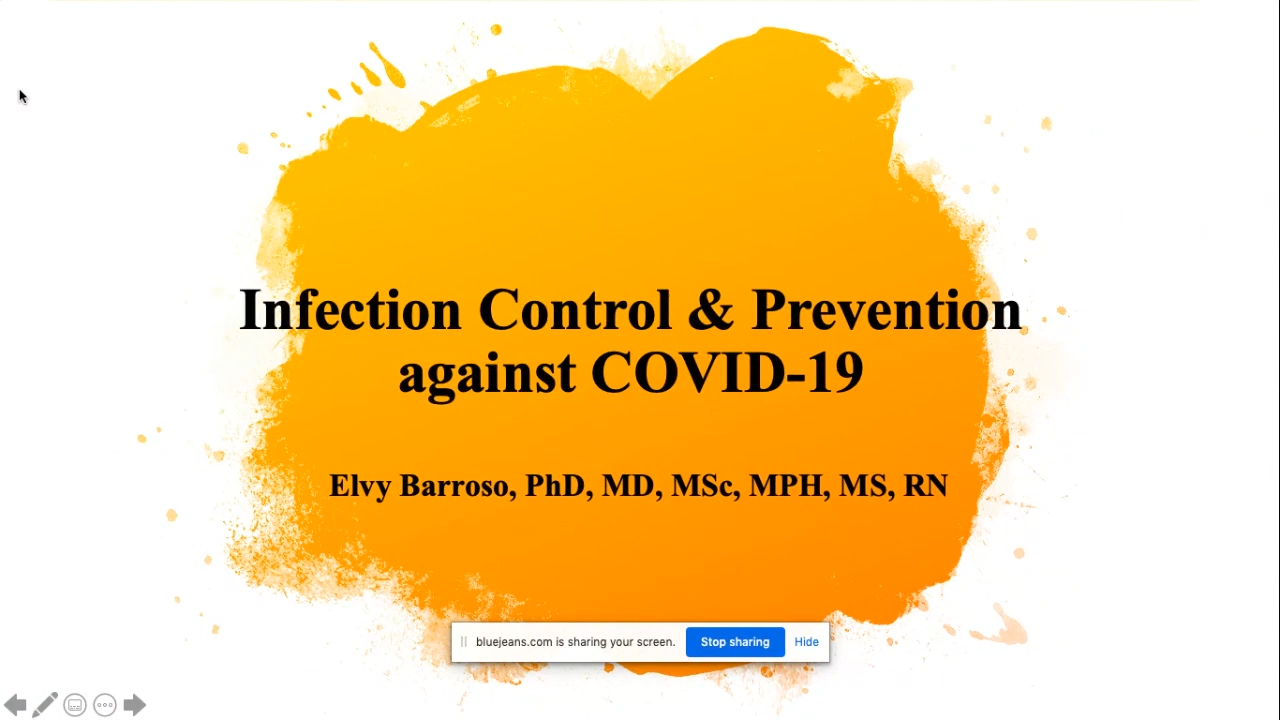 Infection Control & Prevention
against COVID-19
Elvy Barroso, PhD, MD, MSc, MPH, MS, RN
bluejeans.com is sharing your screen. Stop sharing Hide